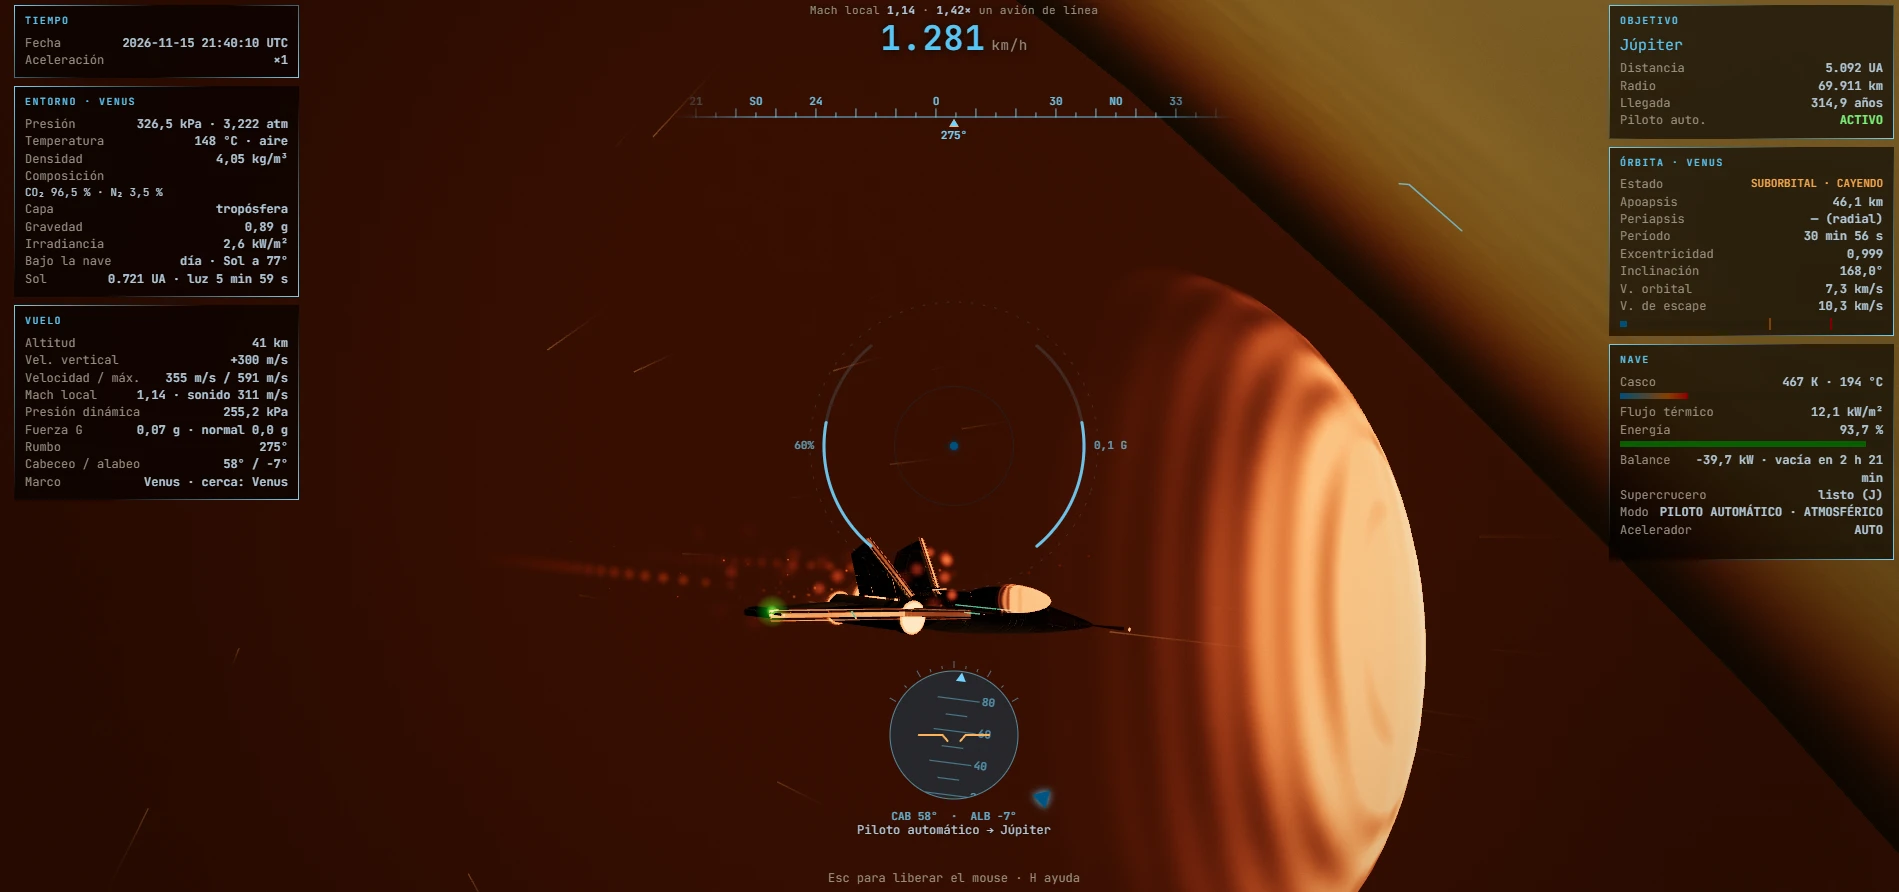 TIEMPO
Fecha 2026-11-15 21:40:10 UTC
Aceleración ×1
ENTORNO · VENUS
Presión 326,5 kPa · 3,222 atm
Temperatura 148 °C · aire
Densidad 4,05 kg/m³
Composición
CO₂ 96,5 % · N₂ 3,5 %
Capa tropósfera
Gravedad 0,89 g
Irradiancia 2,6 kW/m²
Bajo la nave día · Sol a 77°
Sol 0.721 UA · luz 5 min 59 s
VUELO
Altitud 41 km
Vel. vertical +300 m/s
Velocidad / máx. 355 m/s / 591 m/s
Mach local 1,14 · sonido 311 m/s
Presión dinámica 255,2 kPa
Fuerza G 0,07 g · normal 0,0 g
Rumbo 275°
Cabeceo / alabeo 58° / -7°
Marco Venus · cerca: Venus
Mach local 1,14 · 1,42× un avión de línea
1.281 km/h
21 SO 24 O 30 NO 33
275°
60% 0,1 G
80
60
40
CAB 58° · ALB -7°
Piloto automático → Júpiter
Esc para liberar el mouse · H ayuda
OBJETIVO
Júpiter
Distancia 5.092 UA
Radio 69.911 km
Llegada 314,9 años
Piloto auto. ACTIVO
ÓRBITA · VENUS
Estado SUBORBITAL · CAYENDO
Apoapsis 46,1 km
Periapsis — (radial)
Período 30 min 56 s
Excentricidad 0,999
Inclinación 168,0°
V. orbital 7,3 km/s
V. de escape 10,3 km/s
NAVE
Casco 467 K · 194 °C
Flujo térmico 12,1 kW/m²
Energía 93,7 %
Balance -39,7 kW · vacía en 2 h 21
min
Supercrucero listo (J)
Modo PILOTO AUTOMÁTICO · ATMOSFÉRICO
Acelerador AUTO